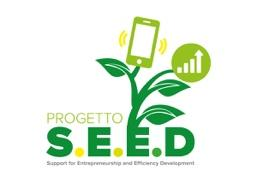 PROGETTO
S.E.E.D
Support for Entrepreneurship and Efficiency Development